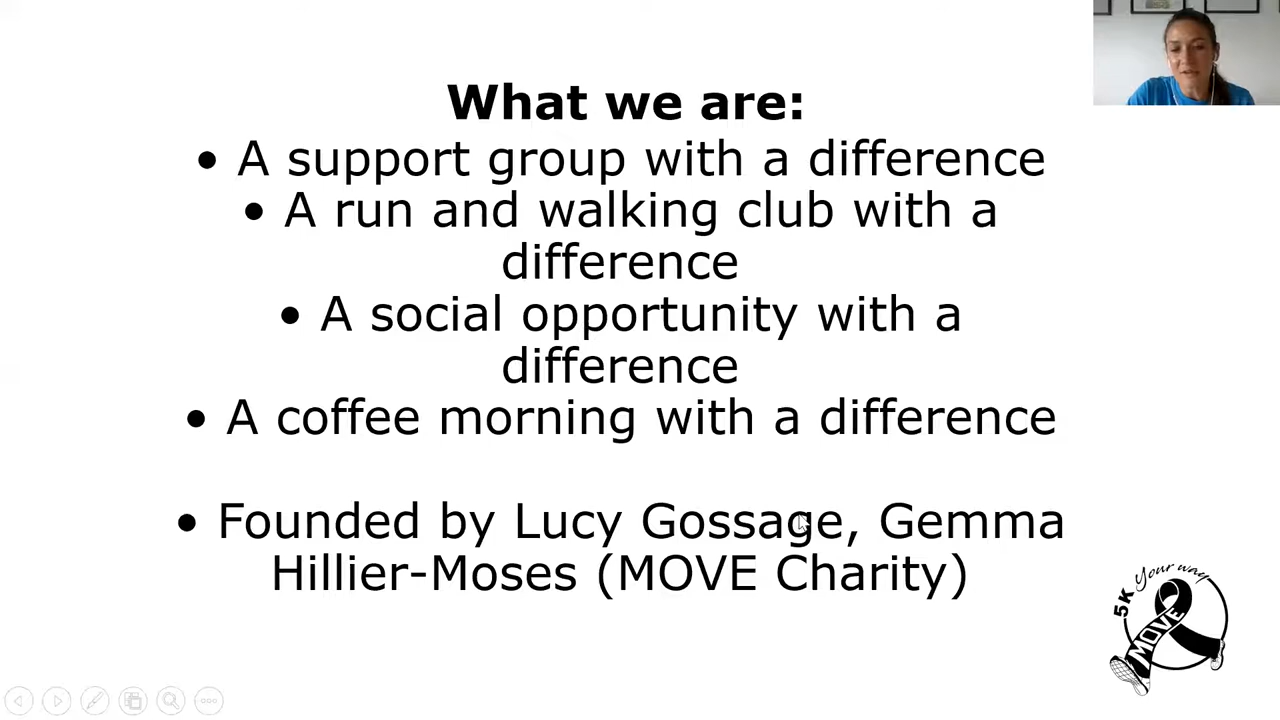 What we are:
• A support group with a difference
• A run and walking club with a
difference
• A social opportunity with a
difference
• A coffee morning with a difference
• Founded by Lucy Gossage, Gemma
Hillier-Moses (MOVE Charity)
5K Your way
MOVE